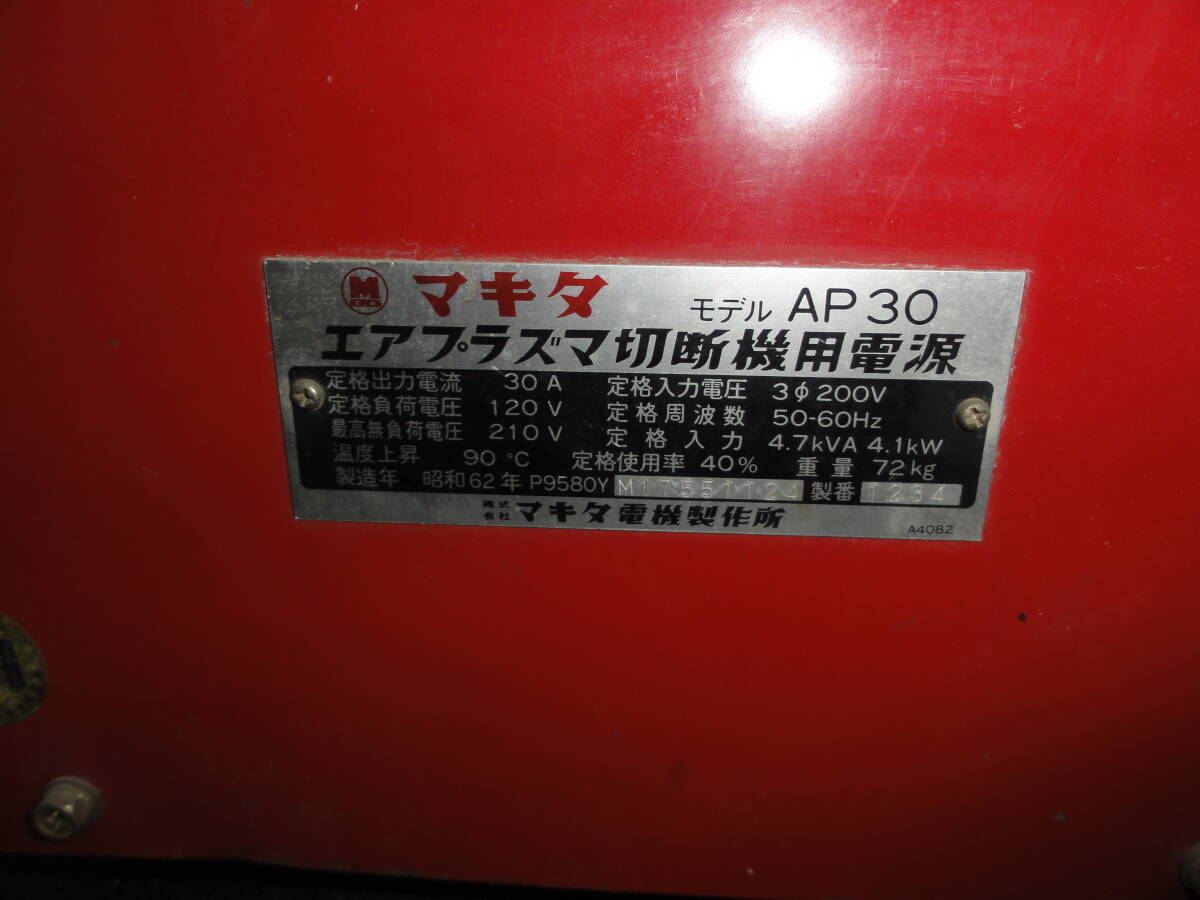 M マキタ モデル AP30
エアプラズマ切断機用電源
定格出力電流 30 A 定格入力電圧 3φ200V
定格負荷電圧 120 V 定格周波数 50-60Hz
最高無負荷電圧 210 V 定格入力 4.7kVA 4.1kW
温度上昇 90 ℃ 定格使用率 40% 重量 72kg
製造年 昭和62年 P9580Y M17551124 製番 1234
株式会社 マキタ電機製作所
A4082